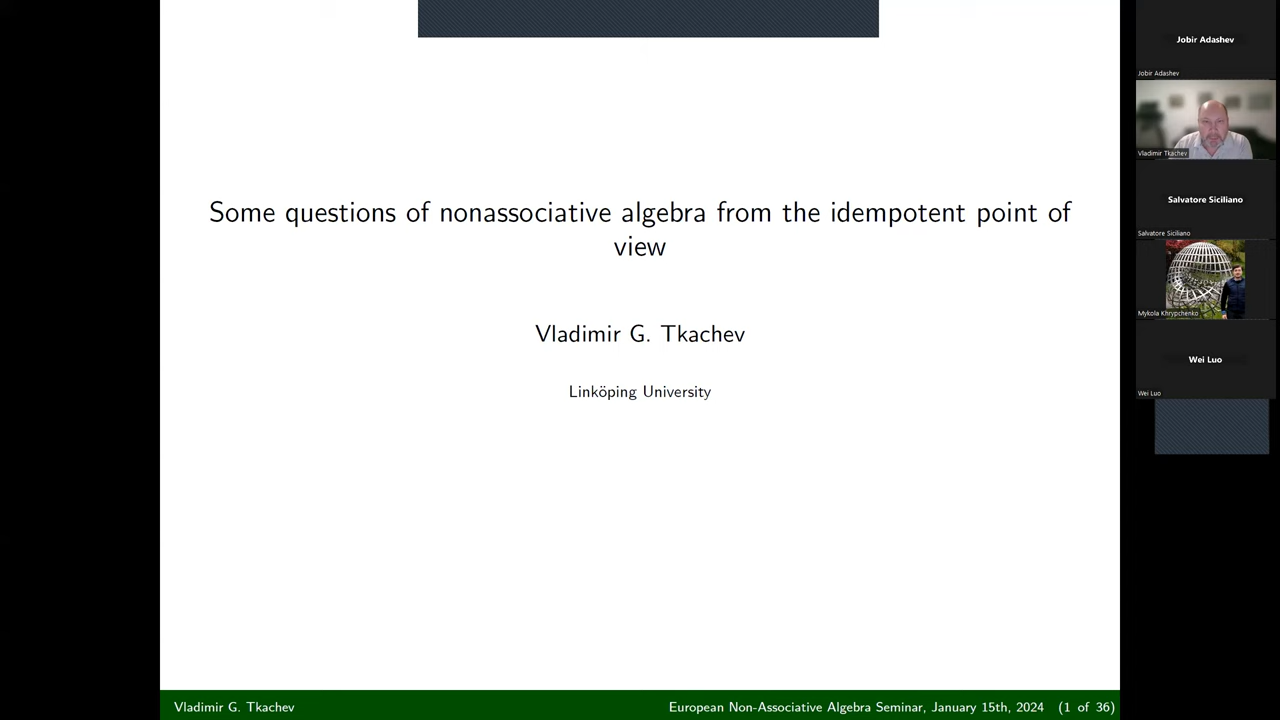 Some questions of nonassociative algebra from the idempotent point of
view
Vladimir G. Tkachev
Linköping University
Vladimir G. Tkachev
European Non-Associative Algebra Seminar, January 15th, 2024 (1 of 36)
Jobir Adashev
Jobir Adashev
Vladimir Tkachev
Salvatore Siciliano
Salvatore Siciliano
Mykola Khrypchenko
Wei Luo
Wei Luo